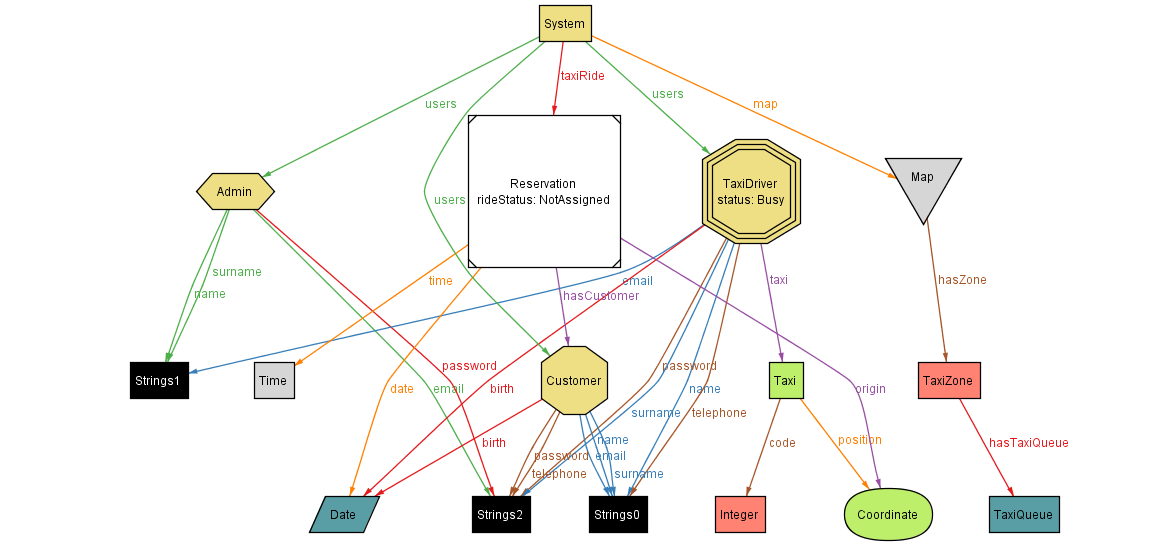 System
taxiRide
users
users
map
Map
Reservation
rideStatus: NotAssigned
TaxiDriver
status: Busy
Admin
users
surname
name
time
email
hasCustomer
taxi
hasZone
Strings1
Time
Customer
Taxi
TaxiZone
password
password
email
date
birth
name
origin
surname
telephone
birth
name
code
position
hasTaxiQueue
password
email
telephone
surname
Date
Strings2
Strings0
Integer
Coordinate
TaxiQueue